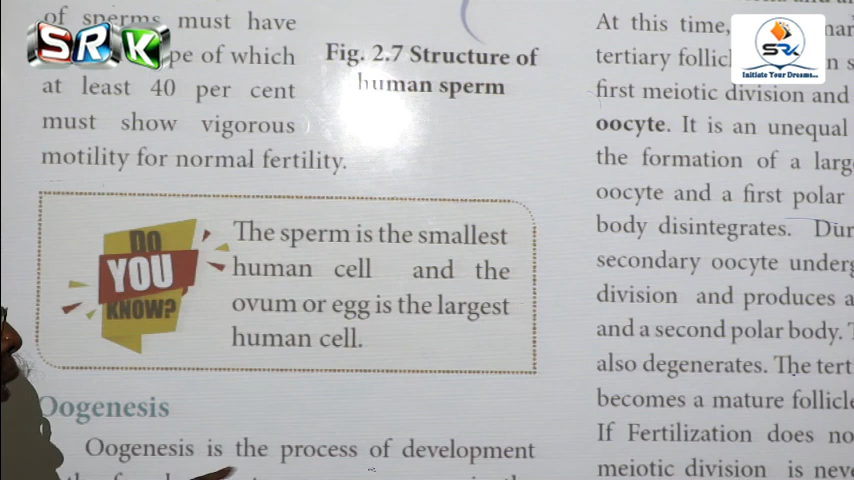 of sperms must have
pe of which
at least 40 per cent
must show vigorous
motility for normal fertility.
SRK
Fig. 2.7 Structure of
human sperm
DO
YOU
KNOW?
The sperm is the smallest
human cell and the
ovum or egg is the largest
human cell.
Oogenesis
Oogenesis is the process of development
SRK
Initiate Your Dreams...
At this time,
tertiary follicl
first meiotic division and
oocyte. It is an unequal
the formation of a larg
oocyte and a first polar
body disintegrates. Dur
secondary oocyte underg
division and produces a
and a second polar body. T
also degenerates. The terti
becomes a mature follicle
If Fertilization does no
meiotic division is neve